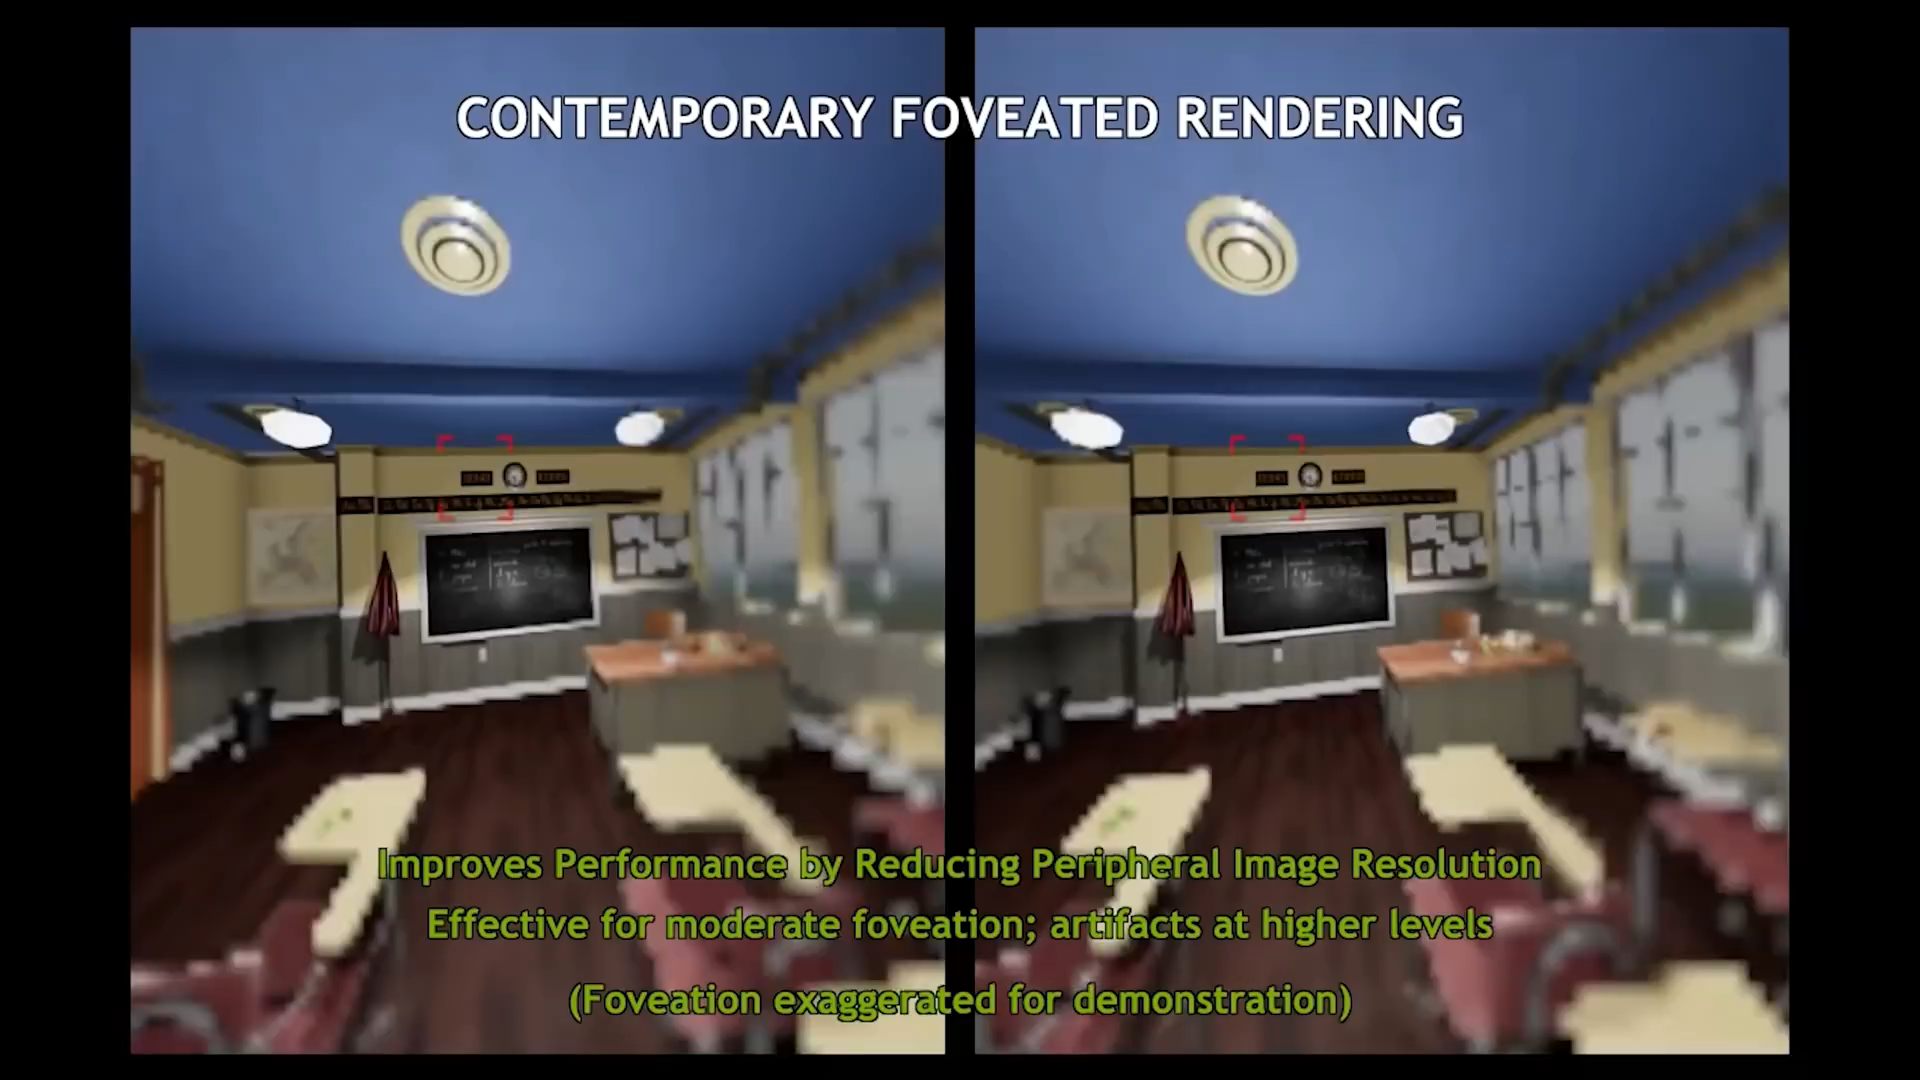 CONTEMPORARY FOVEATED RENDERING
Improves Performance by Reducing Peripheral Image Resolution
Effective for moderate foveation; artifacts at higher levels
(Foveation exaggerated for demonstration)